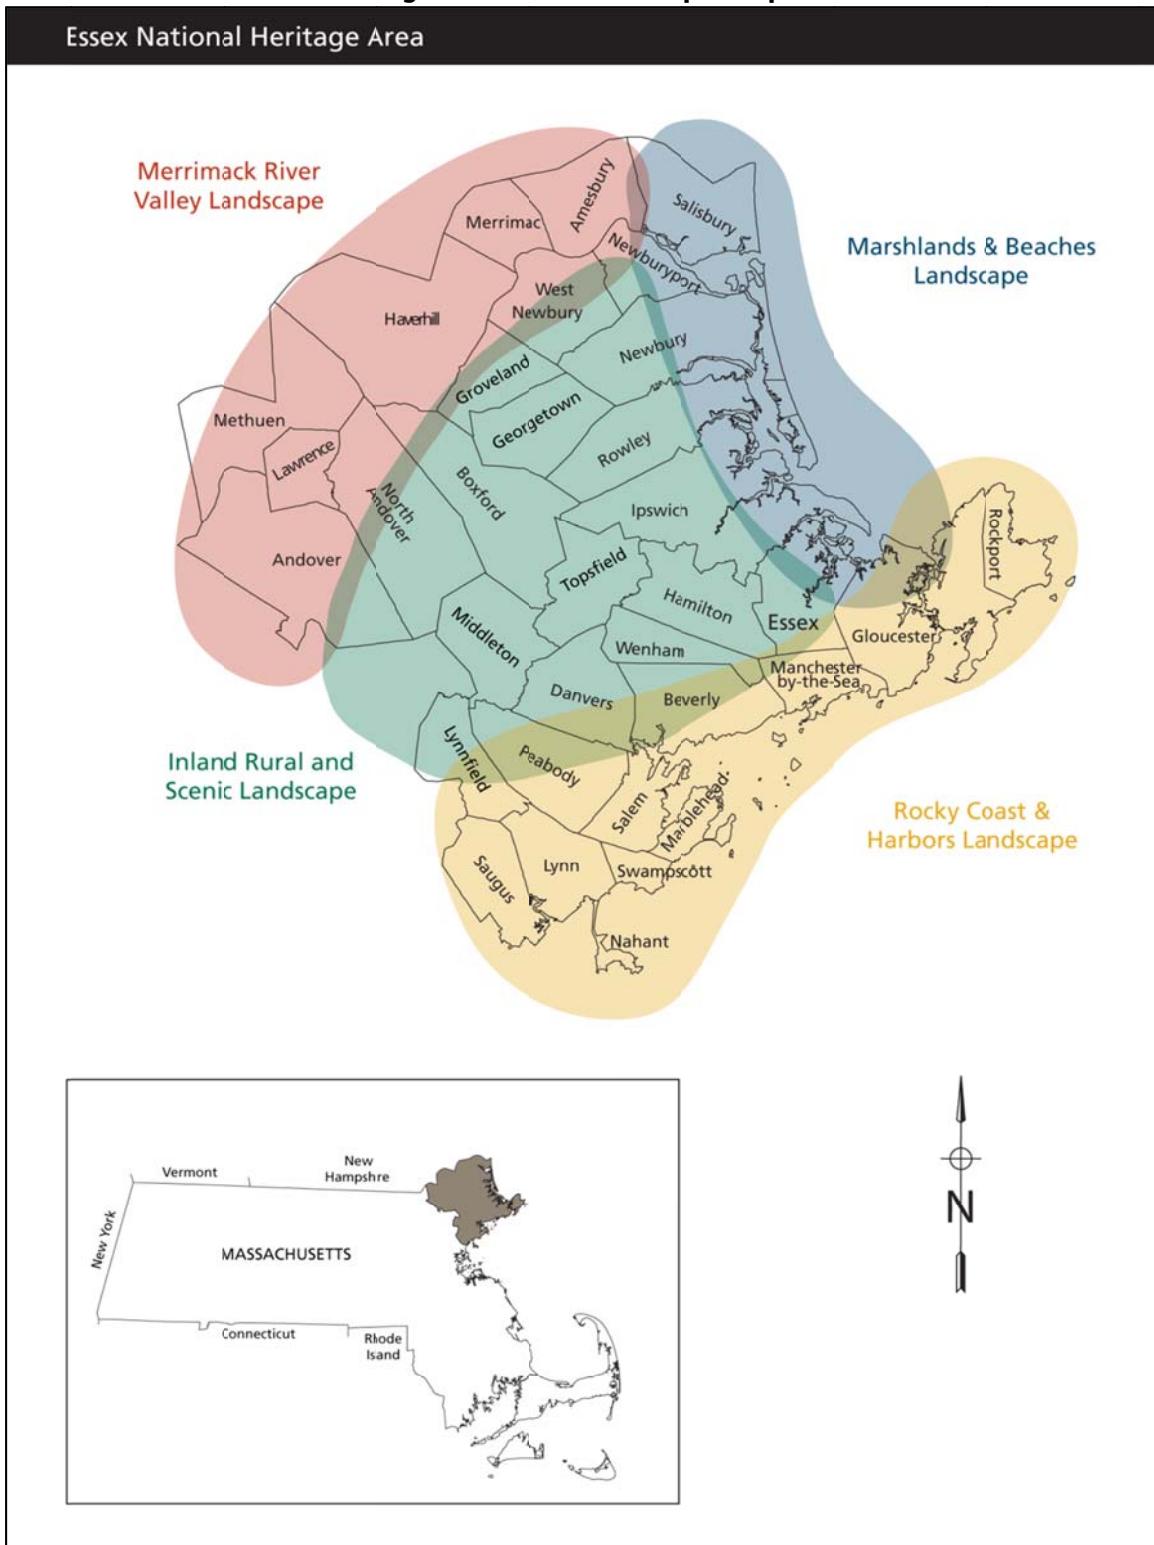 Essex National Heritage Area
Merrimack River
Valley Landscape
Marshlands & Beaches
Landscape
Inland Rural and
Scenic Landscape
Rocky Coast &
Harbors Landscape
Amesbury
Salisbury
Merrimac
Newburyport
West
Newbury
Haverhill
Newbury
Groveland
Georgetown
Methuen
Lawrence
Rowley
North
Andover
Boxford
Ipswich
Rockport
Andover
Topsfield
Hamilton
Essex
Middleton
Gloucester
Wenham
Manchester
by-the-Sea
Danvers
Beverly
Lynnfield
Peabody
Salem
Marblehead
Saugus
Lynn
Swampscott
Nahant
Vermont
New
Hampshre
New York
MASSACHUSETTS
Connecticut
Rhode
Island
N